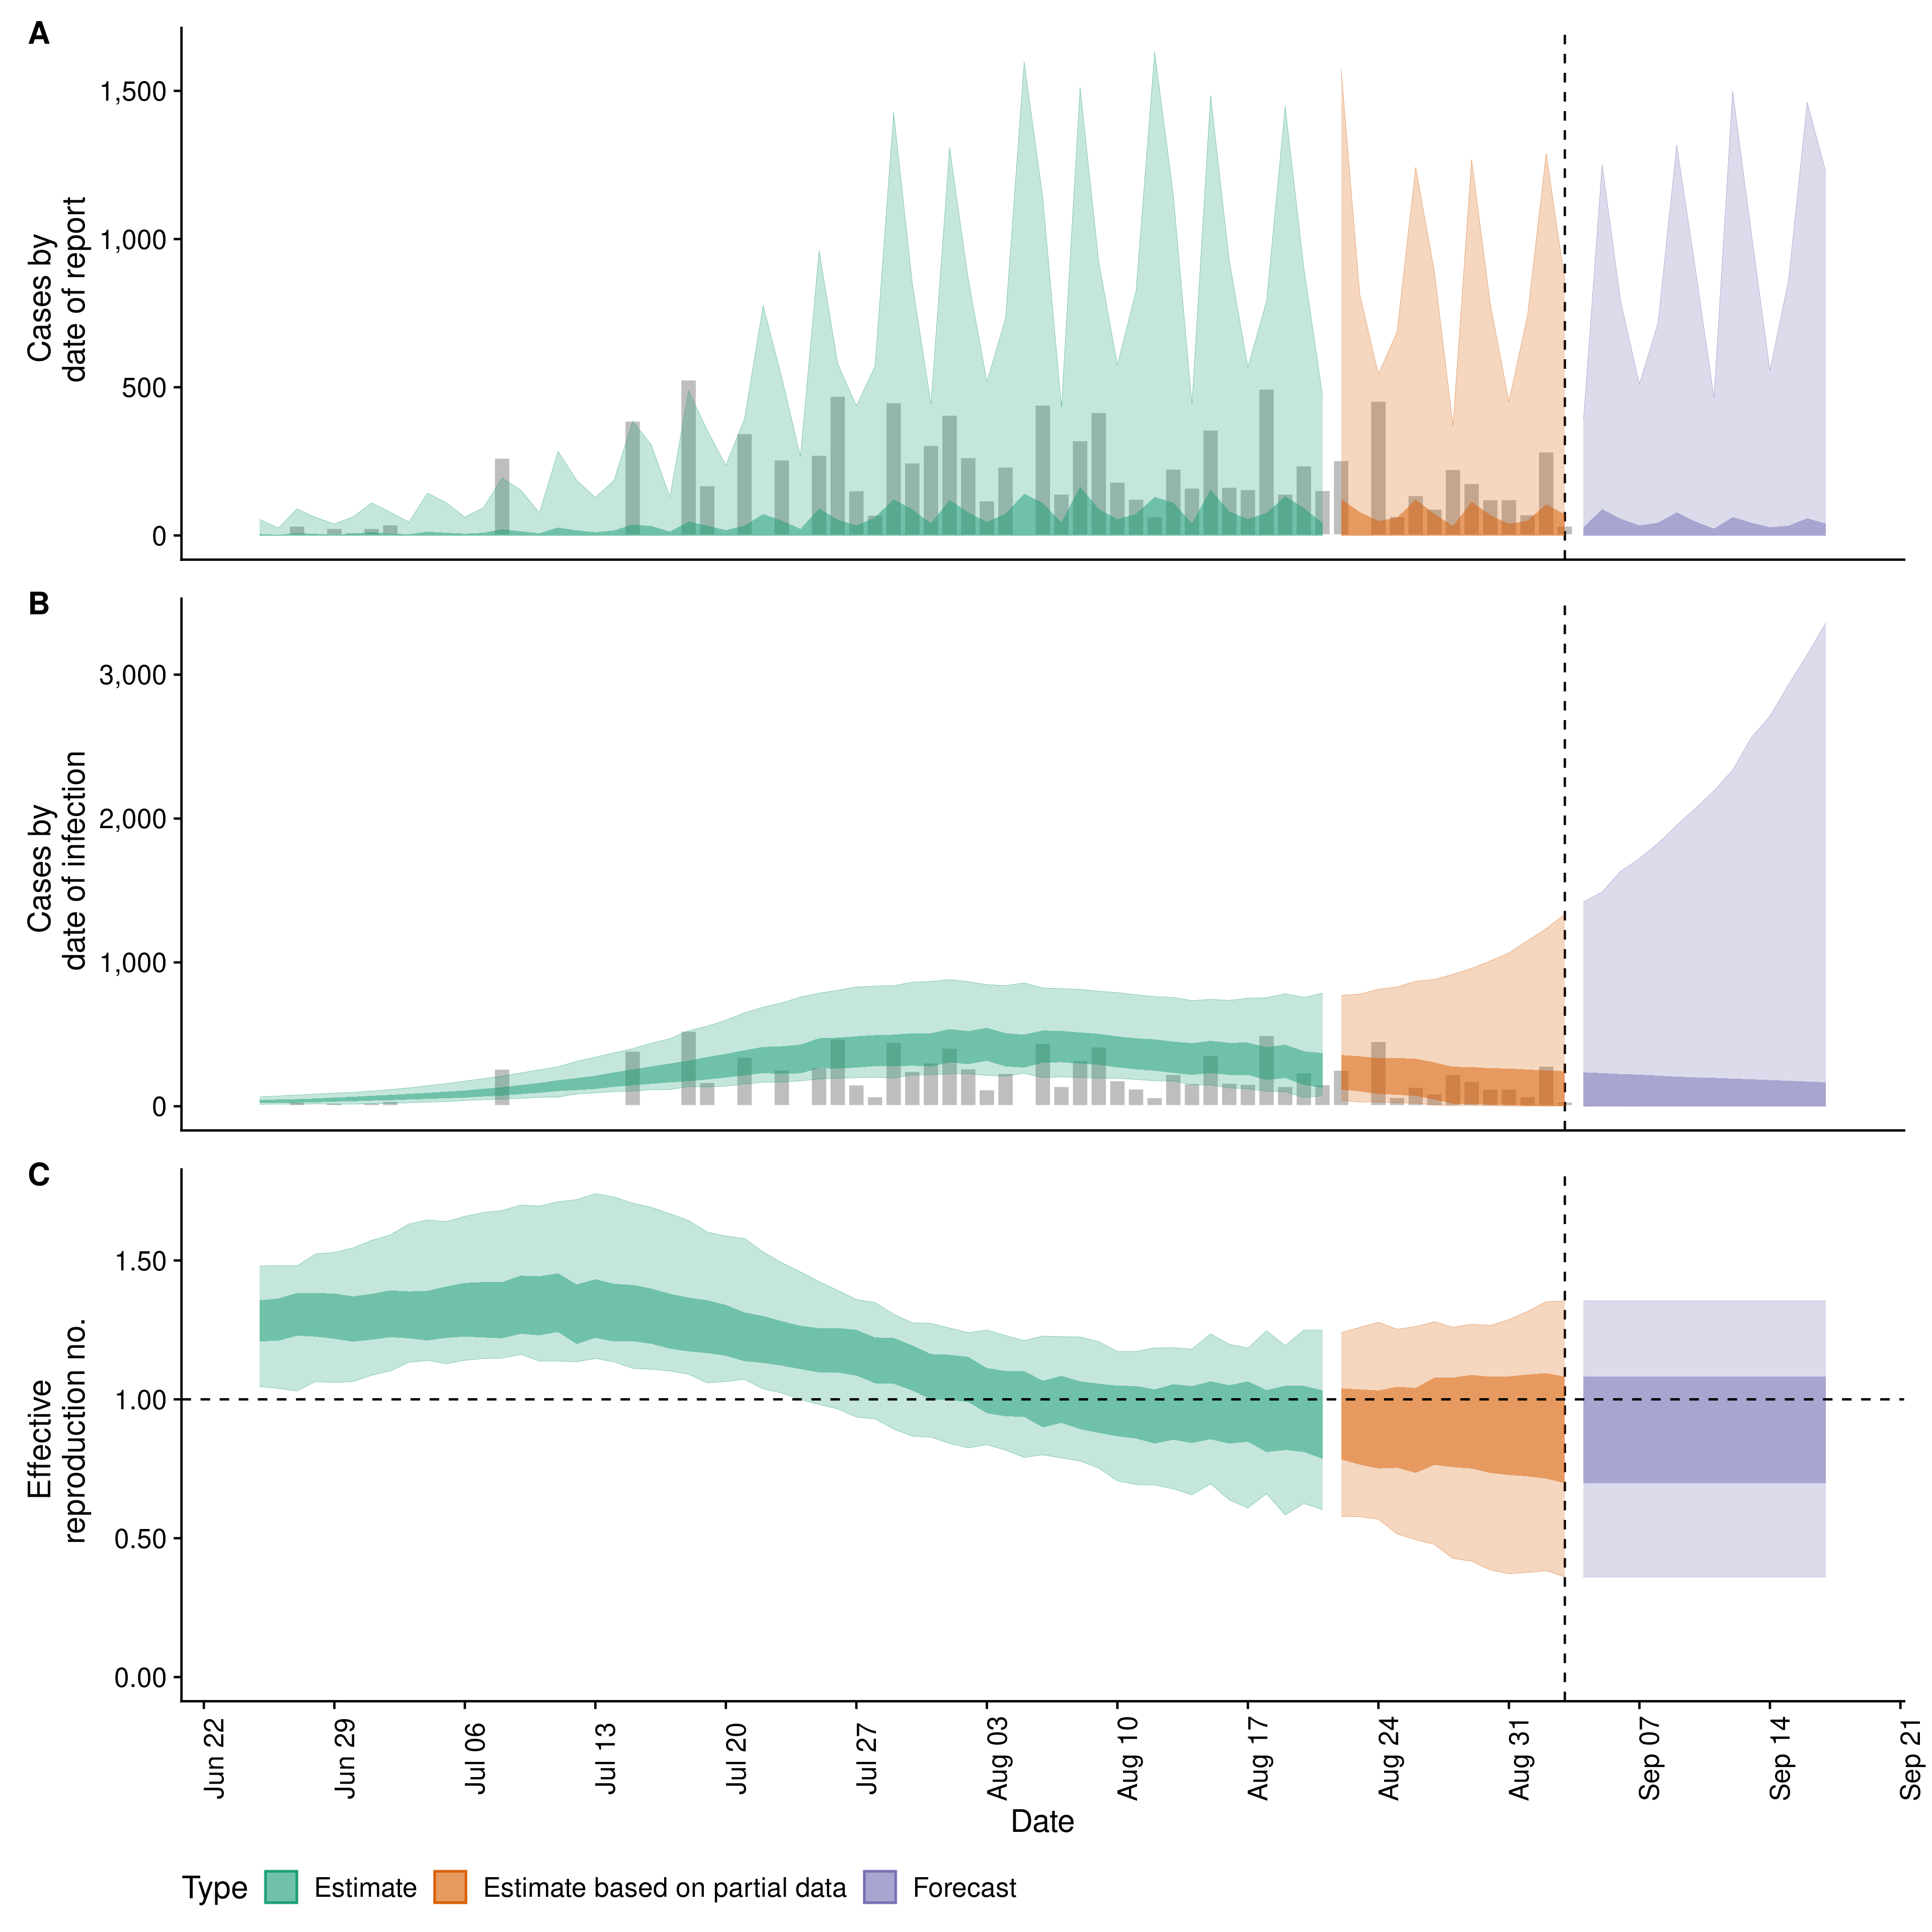 A
Cases by
date of report
1,500
1,000
500
0
B
Cases by
date of infection
3,000
2,000
1,000
0
C
Effective
reproduction no.
1.50
1.00
0.50
0.00
Jun 22
Jun 29
Jul 06
Jul 13
Jul 20
Jul 27
Aug 03
Aug 10
Aug 17
Aug 24
Aug 31
Sep 07
Sep 14
Sep 21
Date
Type Estimate Estimate based on partial data Forecast